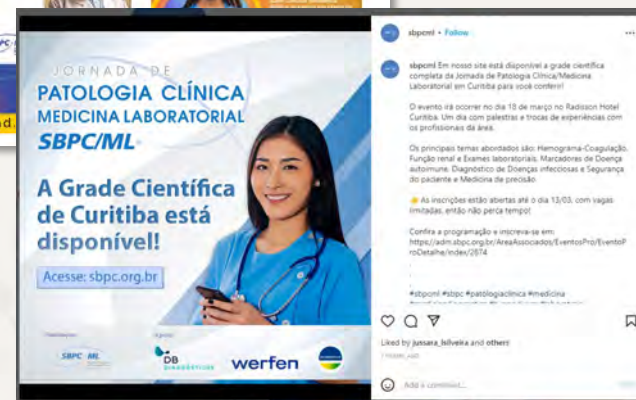 JORNADA DE
PATOLOGIA CLÍNICA
MEDICINA LABORATORIAL
SBPC/ML
A Grade Científica
de Curitiba está
disponível!
Acesse: sbpc.org.br
SBPC ML
DB
DIAGNÓSTICOS
werfen
sbpcml • Follow
sbpcml Em nosso site está disponível a grade científica
completa da Jornada de Patologia Clínica/Medicina
Laboratorial em Curitiba para você conferir!
O evento irá ocorrer no dia 18 de março no Radisson Hotel
Curitiba. Um dia com palestras e trocas de experiências com
os profissionais da área.
Os principais temas abordados são: Hemograma-Coagulação,
Função renal e Exames laboratoriais, Marcadores de Doença
autoimune, Diagnóstico de Doenças infecciosas e Segurança
do paciente e Medicina de precisão
As inscrições estão abertas até o dia 13/03, com vagas
limitadas, então não perca tempo!
Confira a programação e inscreva-se em:
https://adm.sbpc.org.br/AreaAssociados/EventosPro/EventoP
roDetalhe/index/2874
.
.
#sbpcml #sbpc #patologiaclínica #medicina
Liked by jussara_hilveira and others
Add a comment...